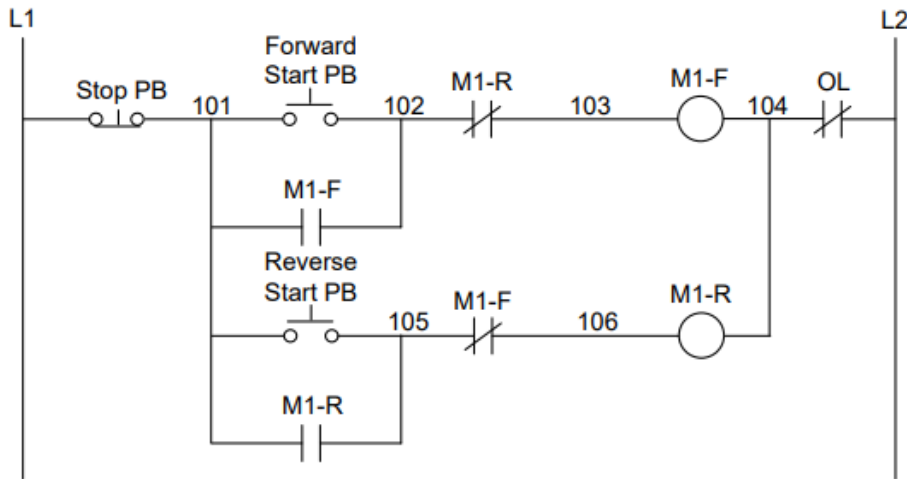 L1
L2
Forward
Start PB
Stop PB
101
102
M1-R
103
M1-F
104
OL
M1-F
Reverse
Start PB
105
M1-F
106
M1-R
M1-R